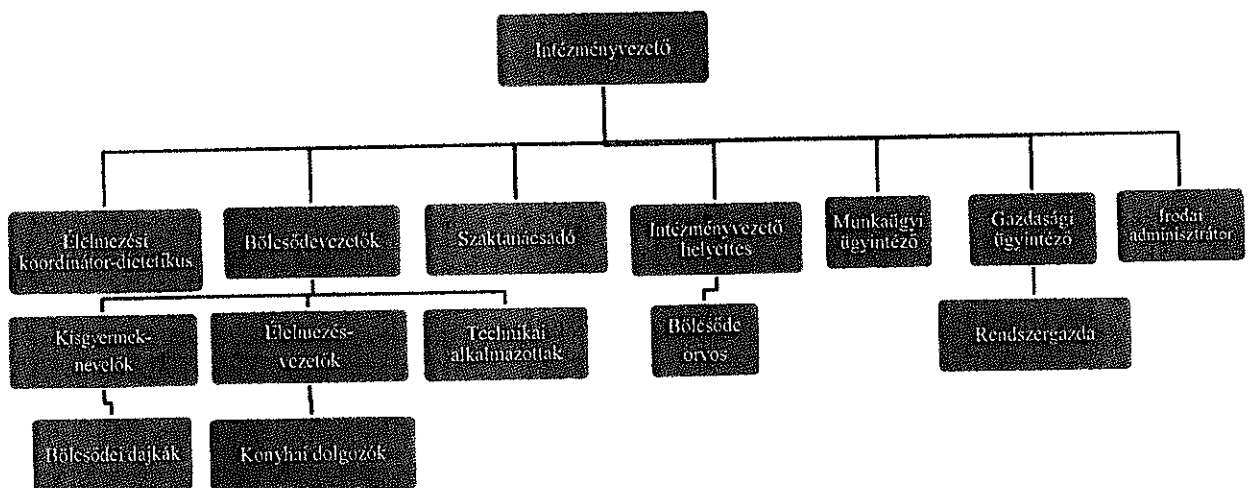 Intézményvezető
Élelmezési
koordinátor-dietetikus
Bölcsődevezetők
Szaktanácsadó
Intézményvezető
helyettes
Munkaügyi
ügyintéző
Gazdasági
ügyintéző
Irodai
adminisztrátor
Kisgyermek-
nevelők
Élelmezés-
vezetők
Technikai
alkalmazottak
Bölcsőde
orvos
Rendszergazda
Bölcsődei dajkák
Konyhai dolgozók